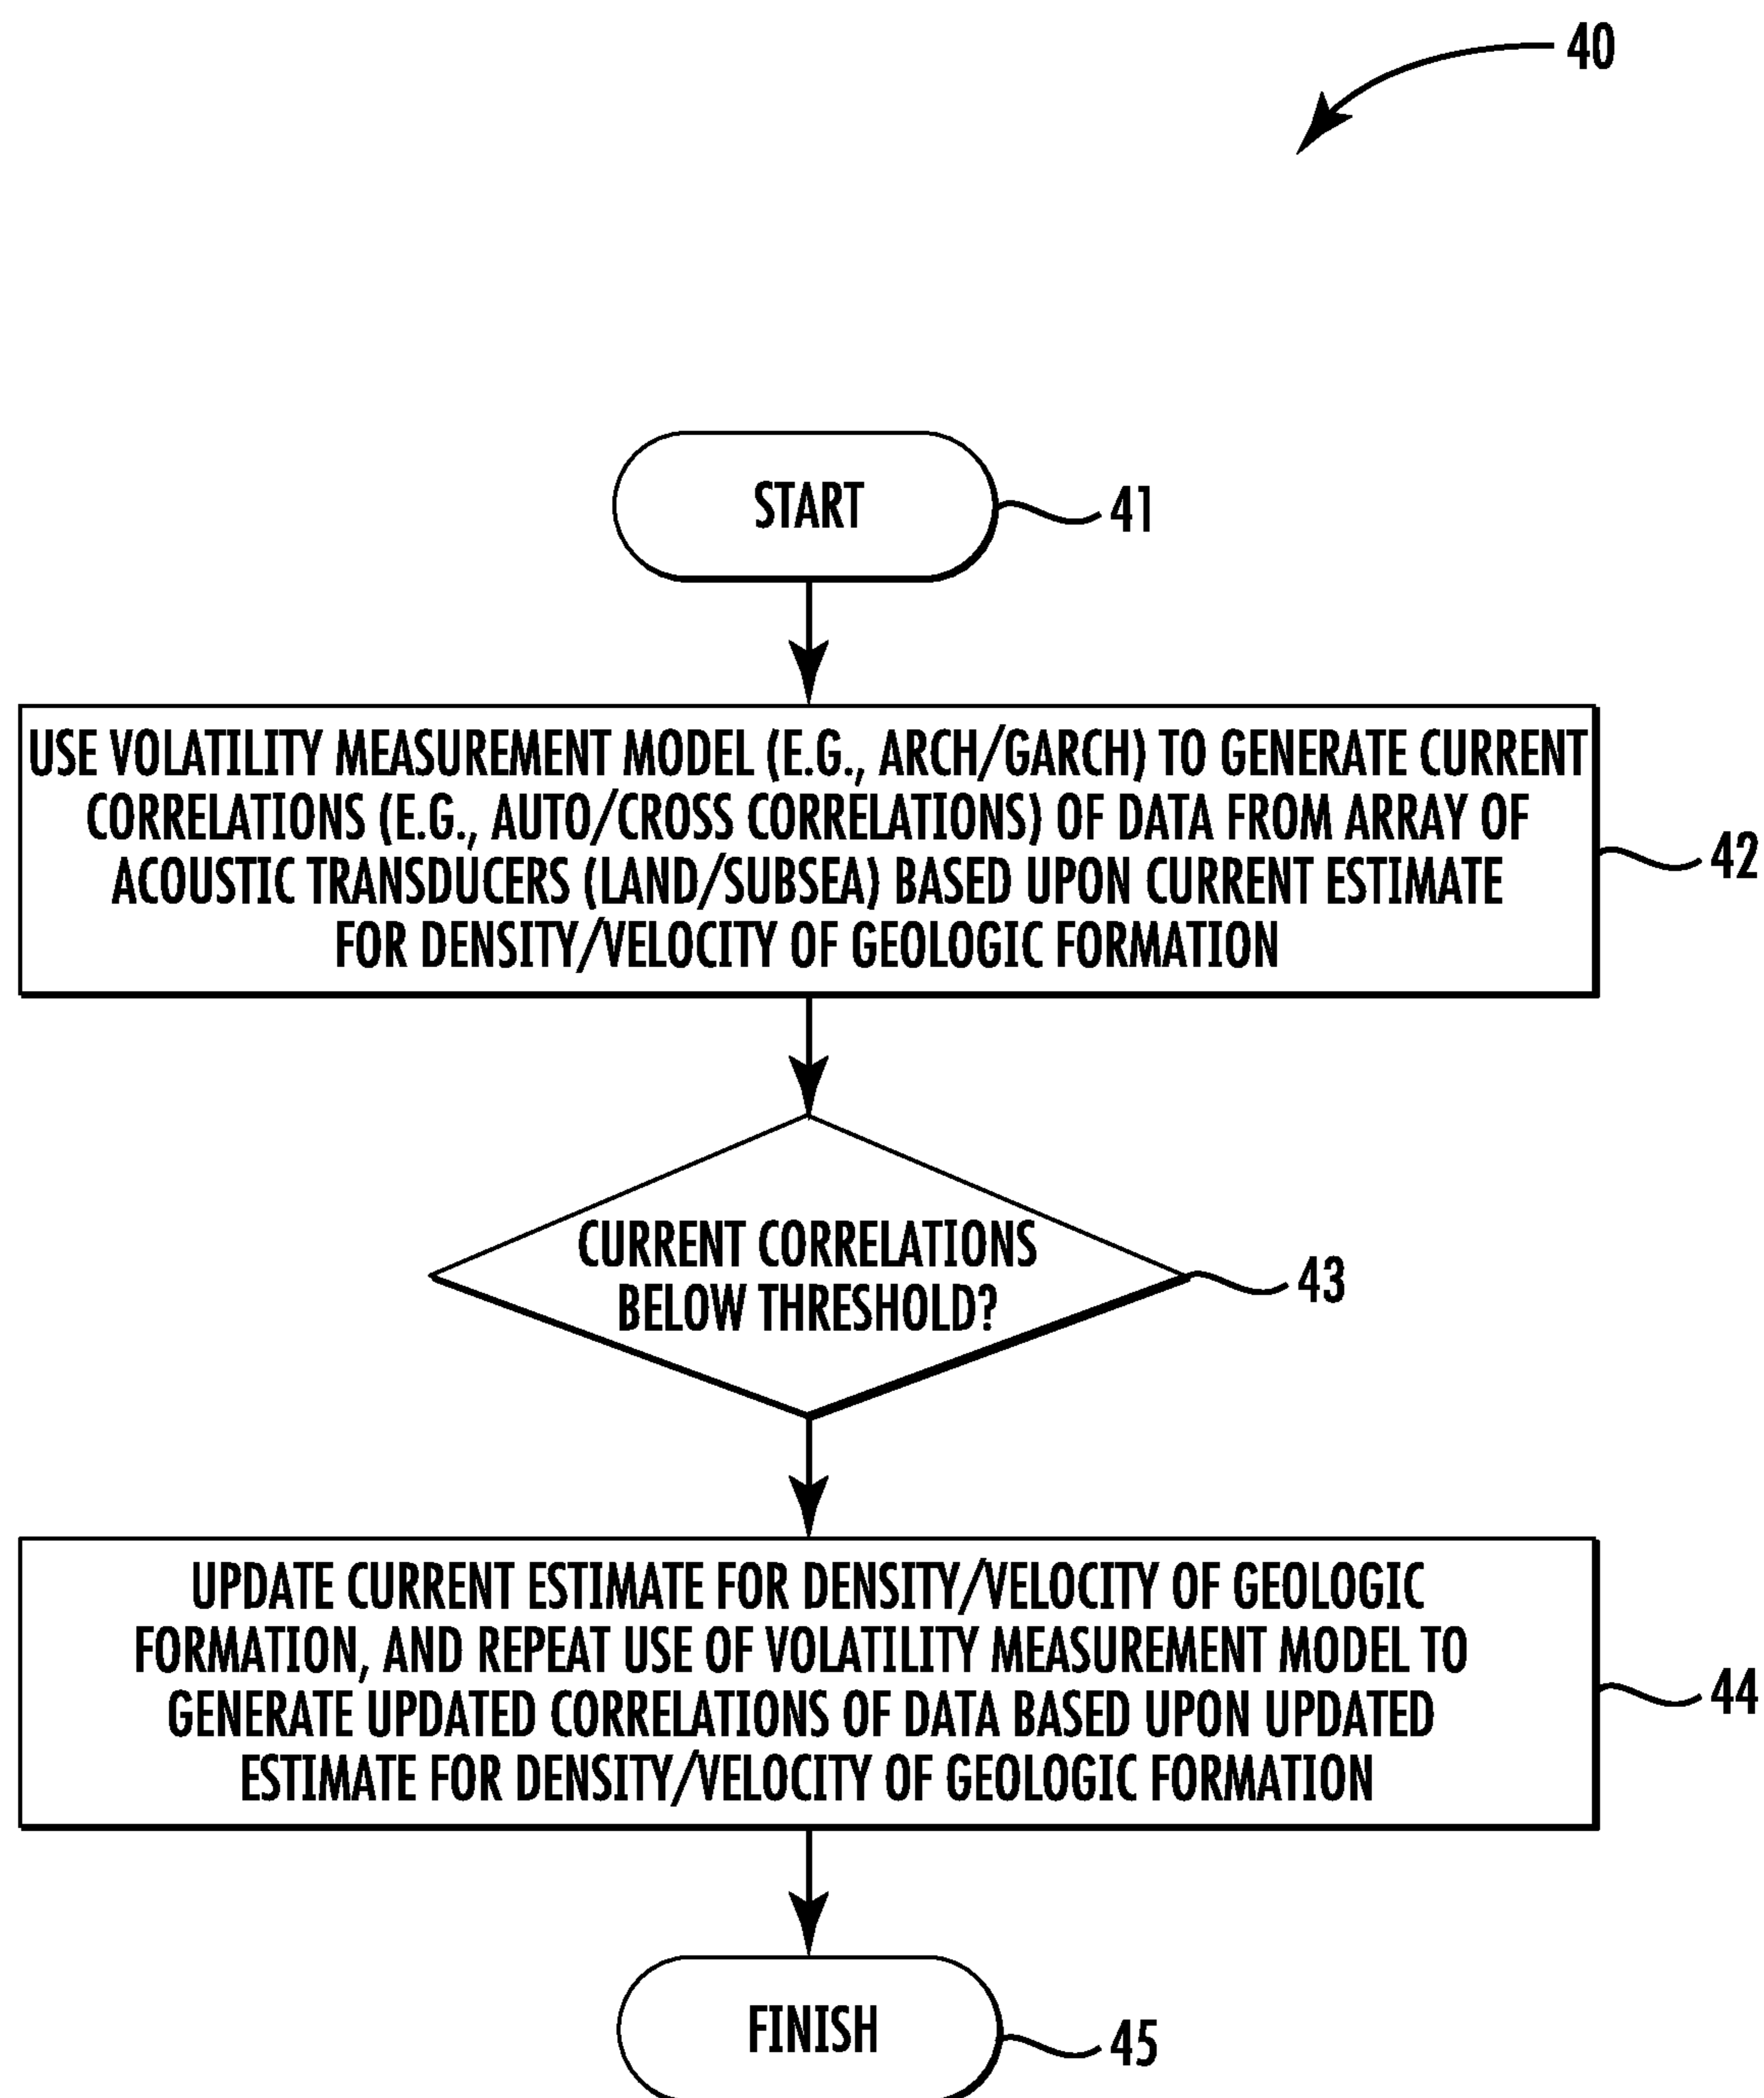 40
START
41
USE VOLATILITY MEASUREMENT MODEL (E.G., ARCH/GARCH) TO GENERATE CURRENT
CORRELATIONS (E.G., AUTO/CROSS CORRELATIONS) OF DATA FROM ARRAY OF
ACOUSTIC TRANSDUCERS (LAND/SUBSEA) BASED UPON CURRENT ESTIMATE
FOR DENSITY/VELOCITY OF GEOLOGIC FORMATION
42
CURRENT CORRELATIONS
BELOW THRESHOLD?
43
UPDATE CURRENT ESTIMATE FOR DENSITY/VELOCITY OF GEOLOGIC
FORMATION, AND REPEAT USE OF VOLATILITY MEASUREMENT MODEL TO
GENERATE UPDATED CORRELATIONS OF DATA BASED UPON UPDATED
ESTIMATE FOR DENSITY/VELOCITY OF GEOLOGIC FORMATION
44
FINISH
45